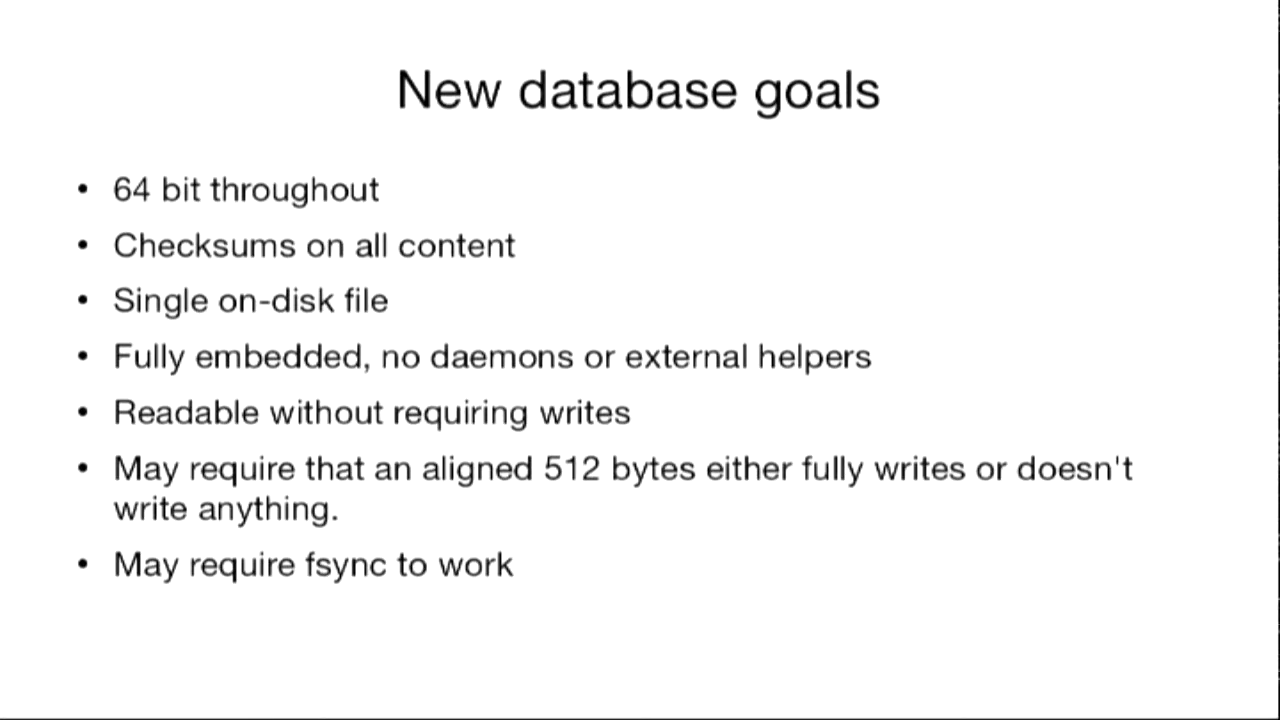 New database goals
• 64 bit throughout
• Checksums on all content
• Single on-disk file
• Fully embedded, no daemons or external helpers
• Readable without requiring writes
• May require that an aligned 512 bytes either fully writes or doesn't
write anything.
• May require fsync to work